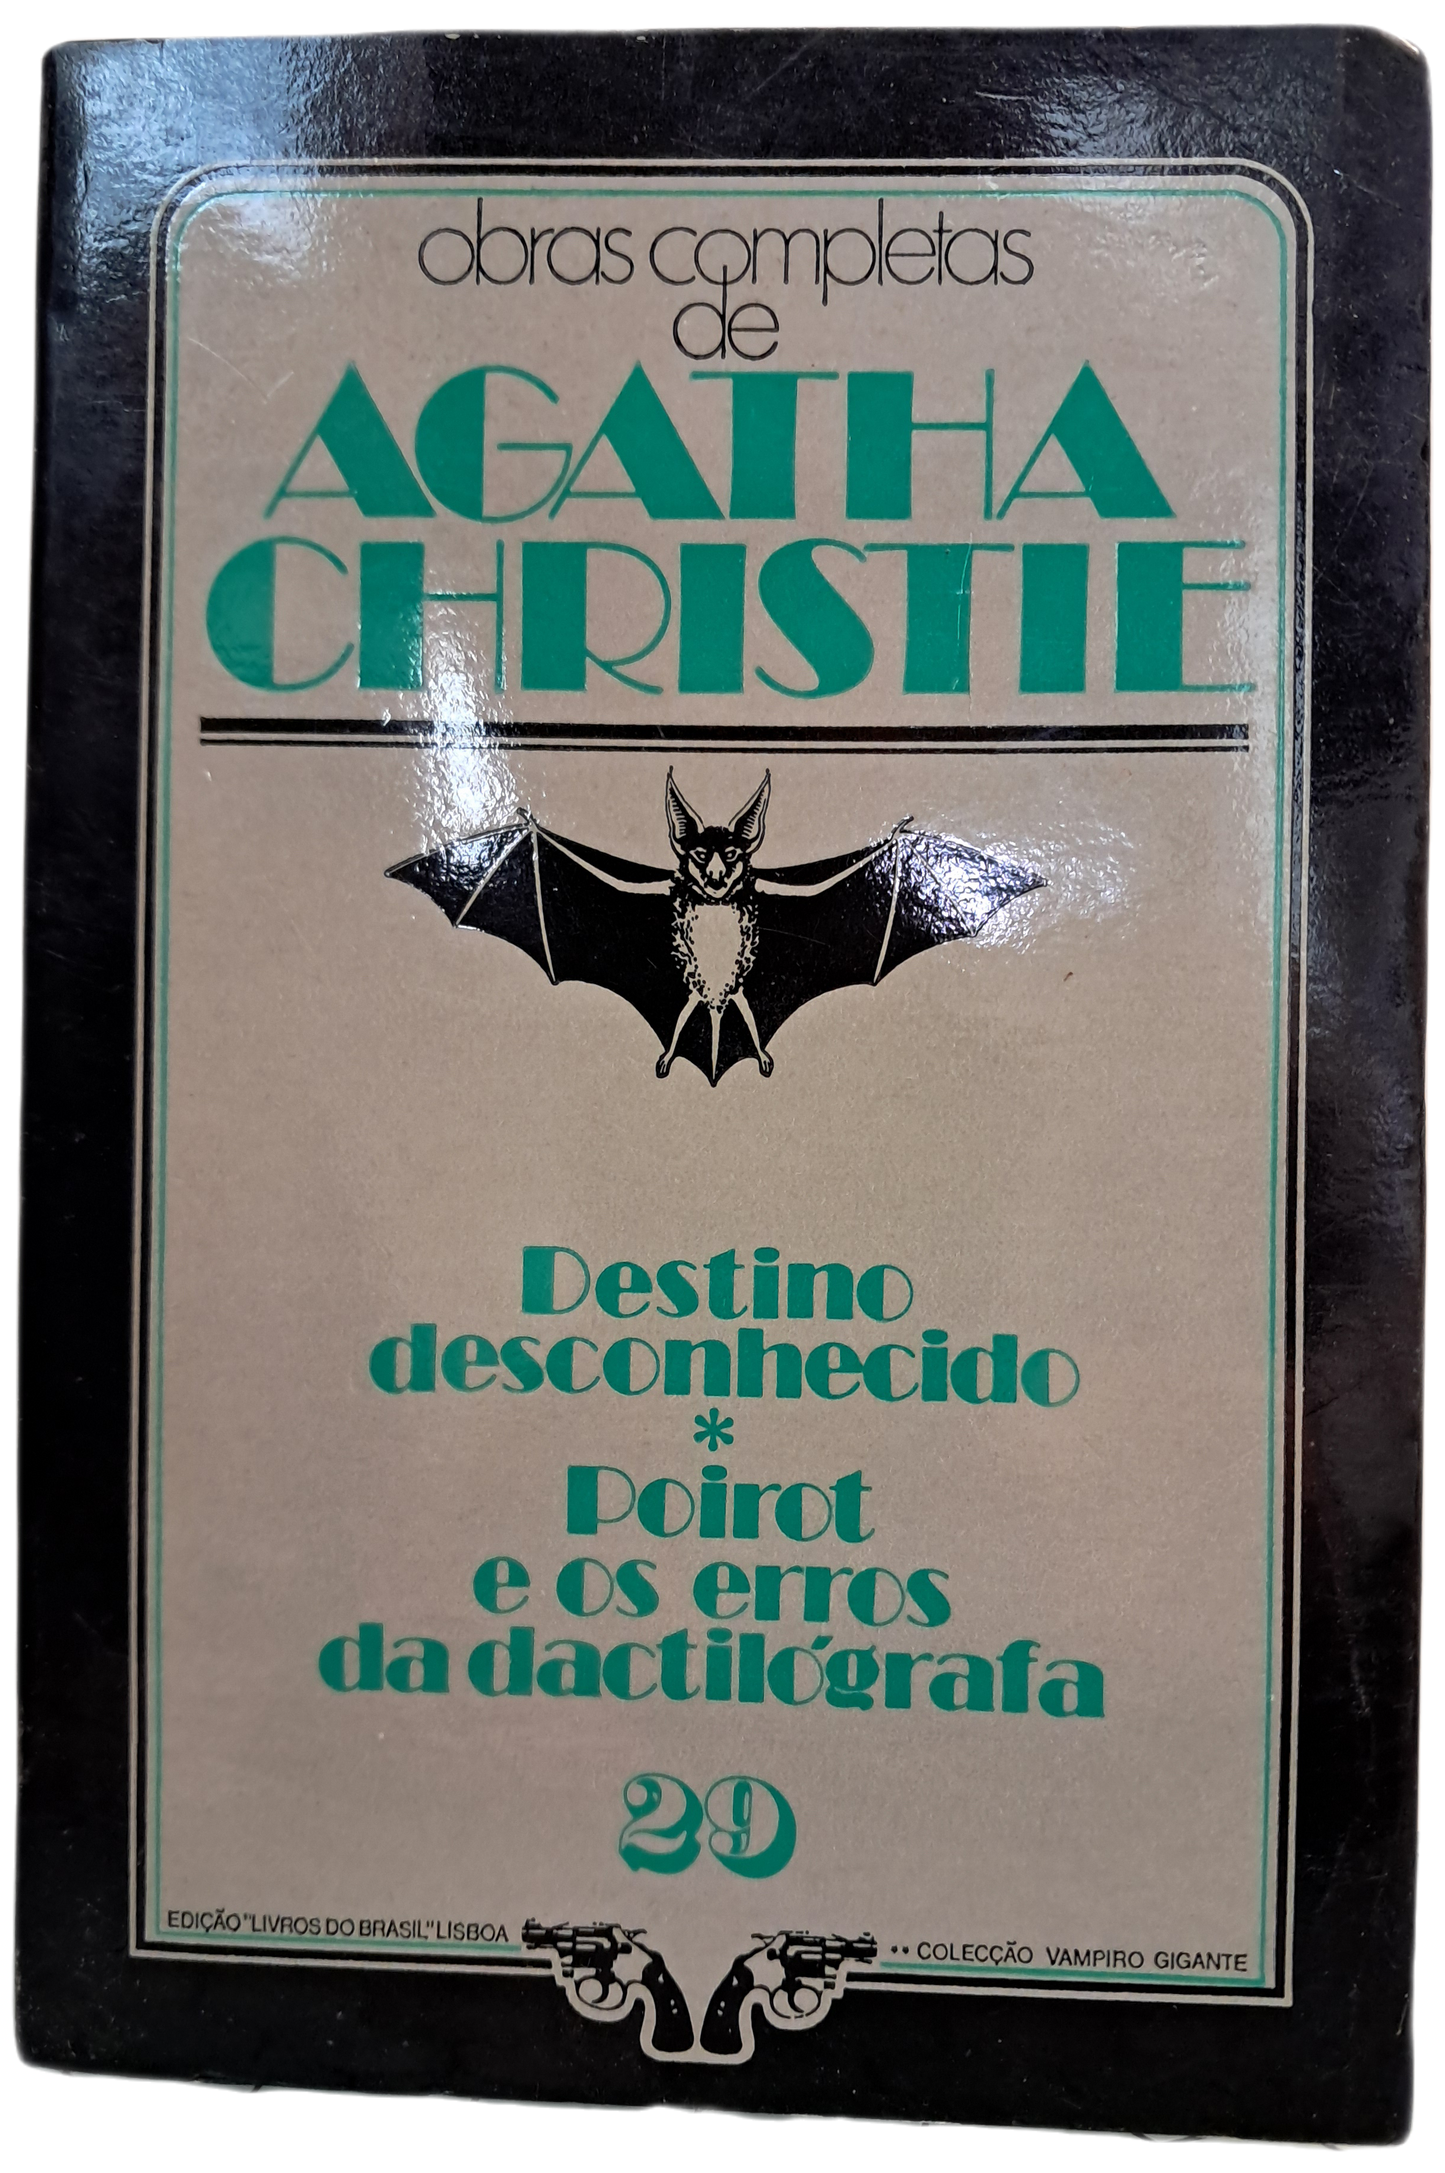 obras completas
de
AGATHA
CHRISTIE
Destino
desconhecido
*
Poirot
e os erros
da dactilógrafa
29
EDIÇÃO "LIVROS DO BRASIL" LISBOA
** COLECÇÃO VAMPIRO GIGANTE